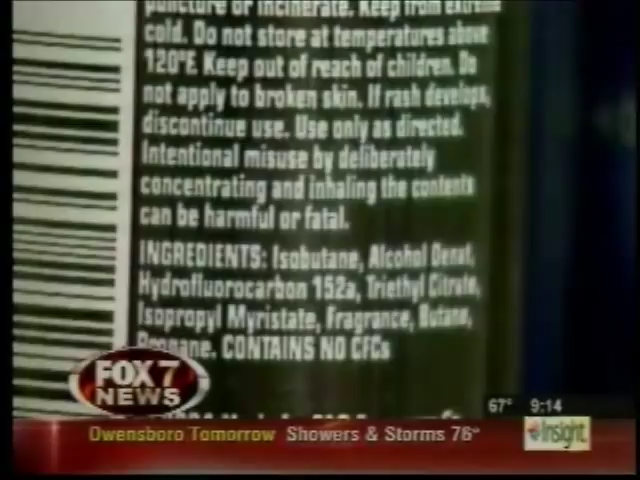 puncture or incinerate. Keep from extreme
cold. Do not store at temperatures above
120°F. Keep out of reach of children. Do
not apply to broken skin. If rash develops,
discontinue use. Use only as directed.
Intentional misuse by deliberately
concentrating and inhaling the contents
can be harmful or fatal.
INGREDIENTS: Isobutane, Alcohol Denat,
Hydrofluorocarbon 152a, Triethyl Citrate,
Isopropyl Myristate, Fragrance, Butane,
Propane. CONTAINS NO CFCs
FOX 7
NEWS
67° 9:14
Owensboro Tomorrow Showers & Storms 76°
Insight